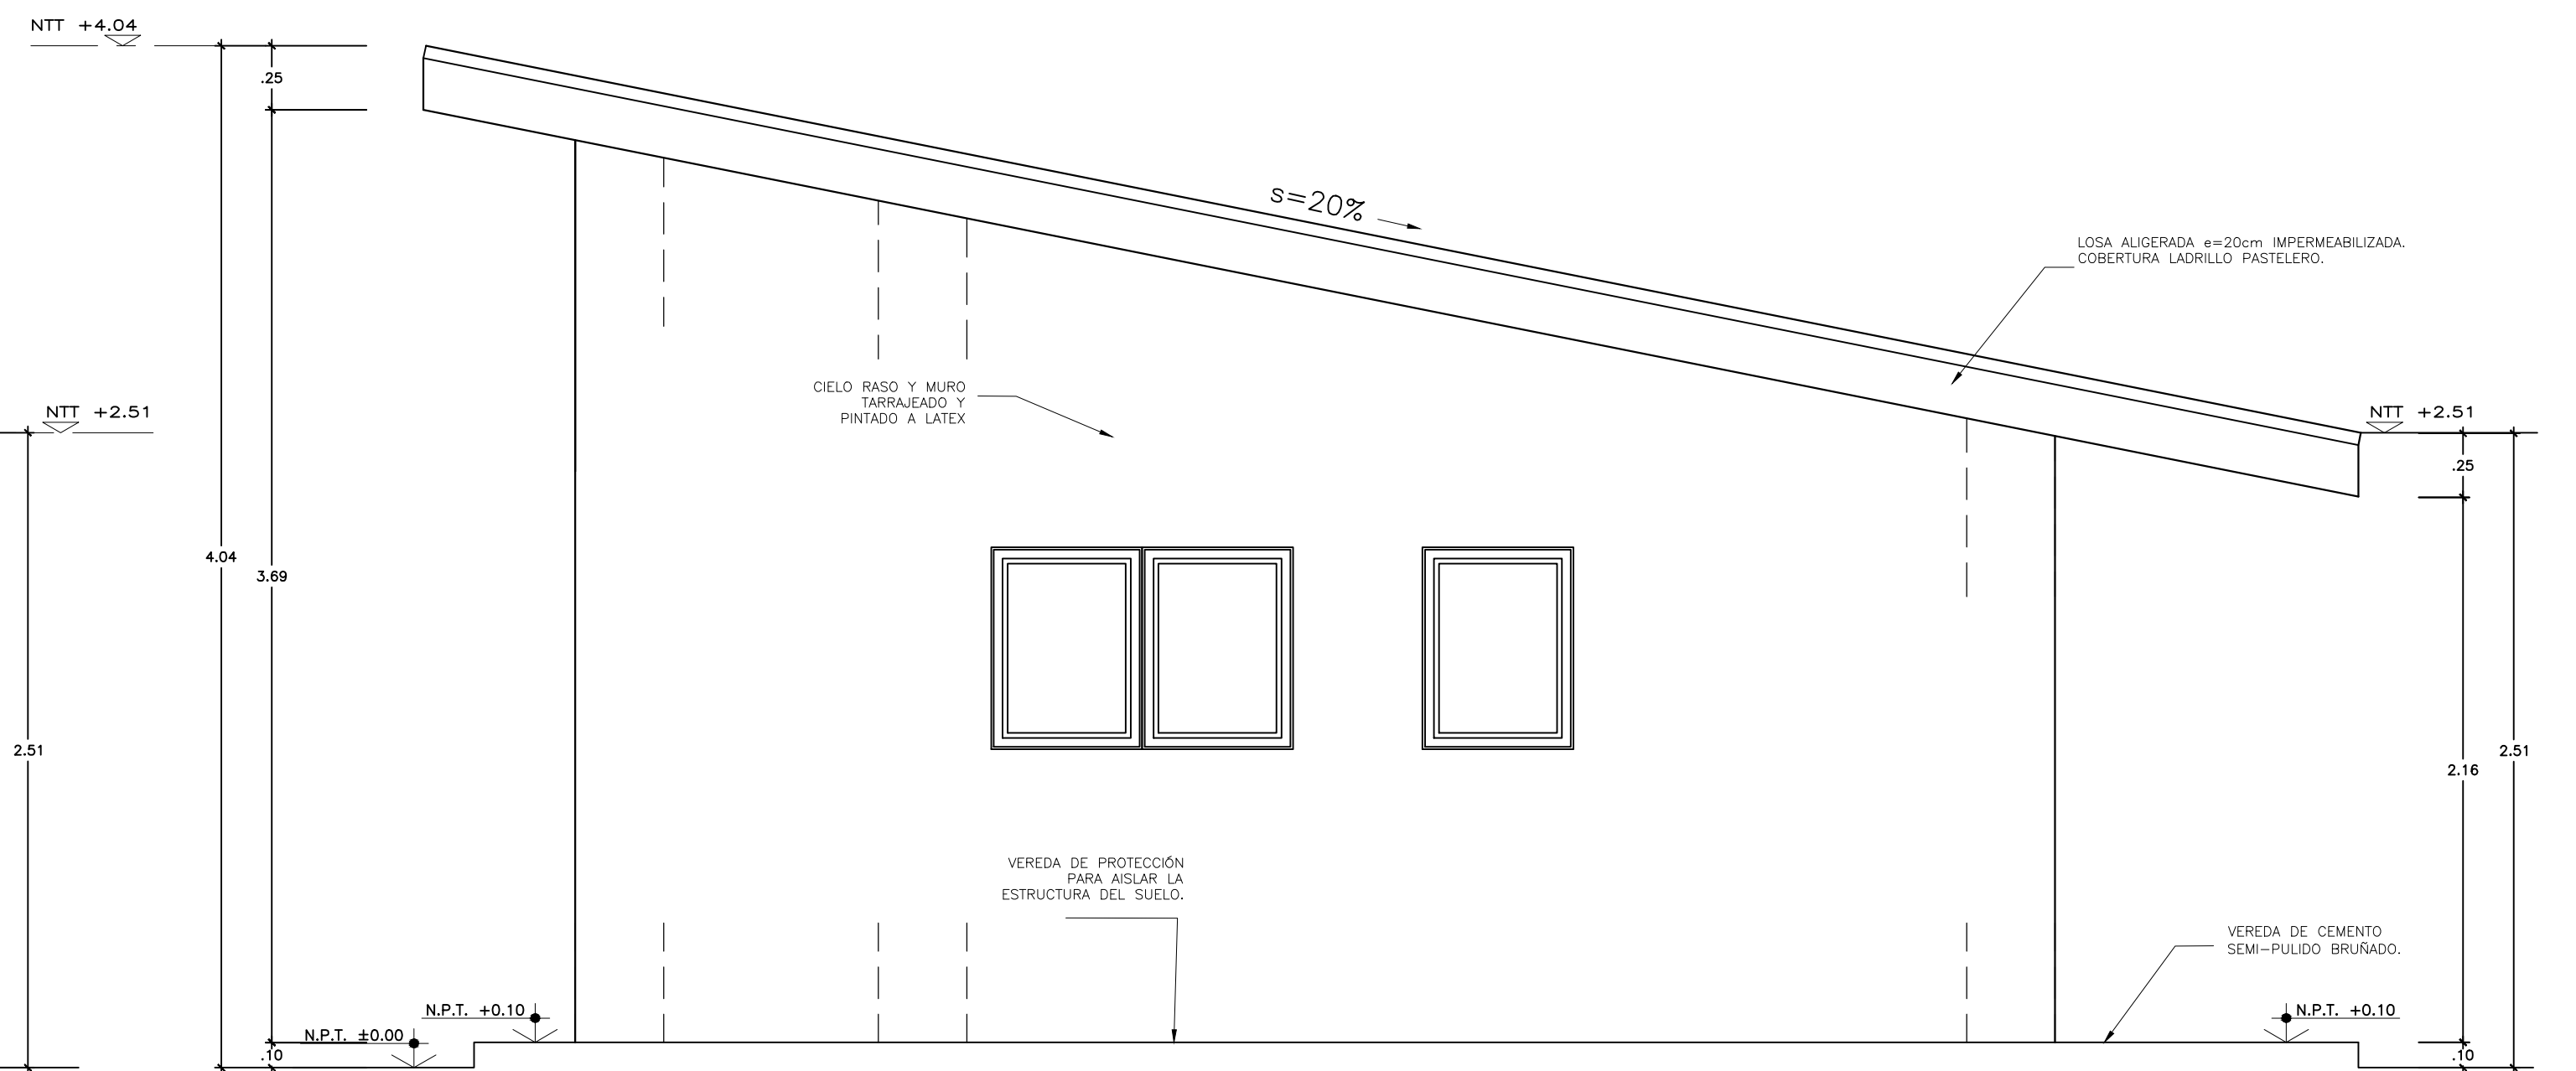 NTT +4.04
.25
s=20%
LOSA ALIGERADA e=20cm IMPERMEABILIZADA.
COBERTURA LADRILLO PASTELERO.
CIELO RASO Y MURO
TARRAJEADO Y
PINTADO A LATEX
NTT +2.51
NTT +2.51
.25
4.04
3.69
2.51
2.51
2.16
VEREDA DE PROTECCIÓN
PARA AISLAR LA
ESTRUCTURA DEL SUELO.
VEREDA DE CEMENTO
SEMI-PULIDO BRUÑADO.
N.P.T. +0.10
N.P.T. +0.10
N.P.T. ±0.00
.10
.10